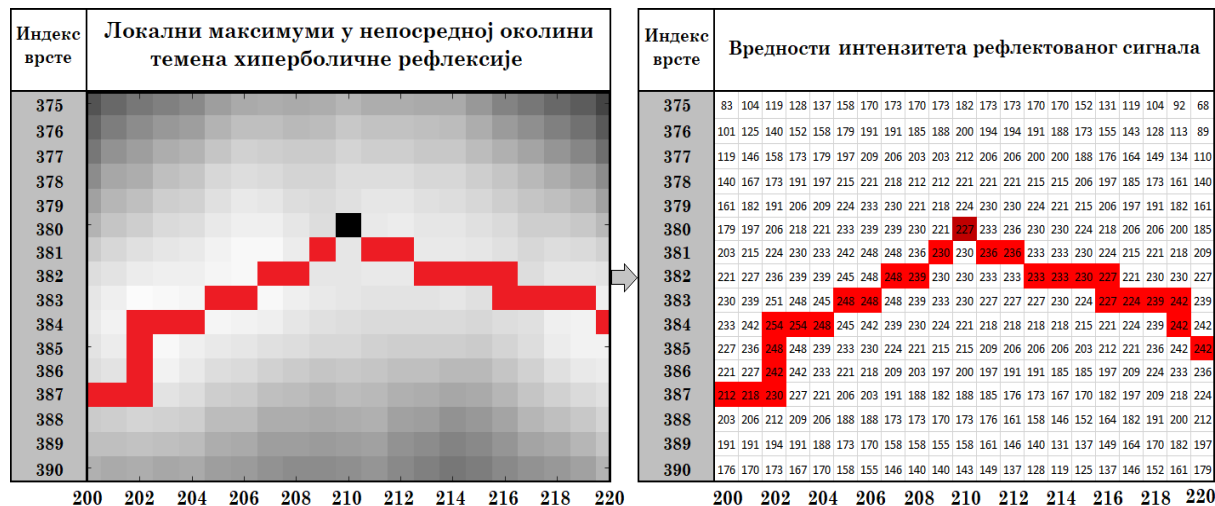 Индекс врсте
Локални максимуми у непосредној околини
темена хиперболичне рефлексије
375
376
377
378
379
380
381
382
383
384
385
386
387
388
389
390
200 202 204 206 208 210 212 214 216 218 220
Индекс врсте
Вредности интензитета рефлектованог сигнала
375 83 104 119 128 137 158 170 173 170 173 182 173 173 170 170 152 131 119 104 92 68
376 101 125 140 152 158 179 191 191 185 188 200 194 194 191 188 173 155 143 128 113 89
377 119 146 158 173 179 197 209 206 203 203 212 206 206 200 200 188 176 164 149 134 110
378 140 167 173 191 197 215 221 218 212 212 221 221 221 215 215 206 197 185 173 161 140
379 161 182 191 206 209 224 233 230 221 218 224 230 230 224 221 215 206 197 191 182 161
380 179 197 206 218 221 233 239 239 230 221 227 233 236 230 230 224 218 206 206 200 185
381 203 215 224 230 233 242 248 248 236 230 230 236 236 233 233 230 224 215 221 218 209
382 221 227 236 239 239 245 248 248 239 230 230 233 233 233 233 230 227 221 230 230 227
383 230 239 251 248 245 248 248 248 239 233 230 227 227 227 230 224 227 224 239 242 239
384 233 242 254 254 248 245 242 239 230 224 221 218 218 218 218 215 221 224 239 242 242
385 227 236 248 248 239 233 230 224 221 215 215 209 206 206 206 203 212 221 236 242 242
386 221 227 242 242 233 221 218 209 203 197 200 197 191 191 185 185 197 209 224 233 236
387 212 218 230 227 221 206 203 191 188 182 188 185 176 173 167 170 182 197 209 218 224
388 203 206 212 209 206 188 188 173 173 170 173 176 161 158 146 152 164 182 191 200 212
389 191 191 194 191 188 173 170 158 158 155 158 161 146 140 131 137 149 164 170 182 197
390 176 170 173 167 170 158 155 146 140 140 143 149 137 128 119 125 137 146 152 161 179
200 202 204 206 208 210 212 214 216 218 220